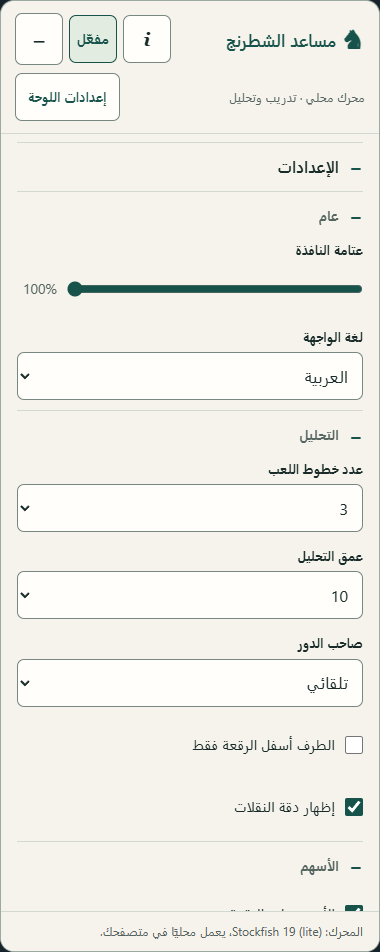 مساعد الشطرنج
i
مفعّل
–
محرك محلي · تدريب وتحليل
إعدادات اللوحة
– الإعدادات
– عام
عتامة النافذة
100%
لغة الواجهة
العربية
– التحليل
عدد خطوط اللعب
3
عمق التحليل
10
صاحب الدور
تلقائي
الطرف أسفل الرقعة فقط
إظهار دقة النقلات
– الأسهم
المحرك: Stockfish 19 (lite)، يعمل محليًا في متصفحك.